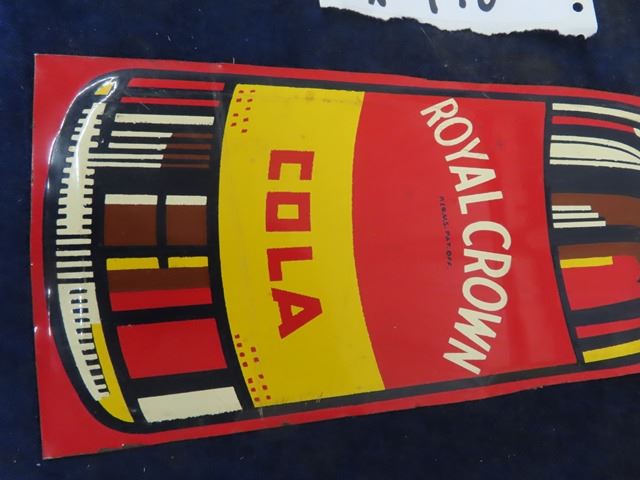 ROYAL CROWN
REG. U.S. PAT. OFF.
COLA